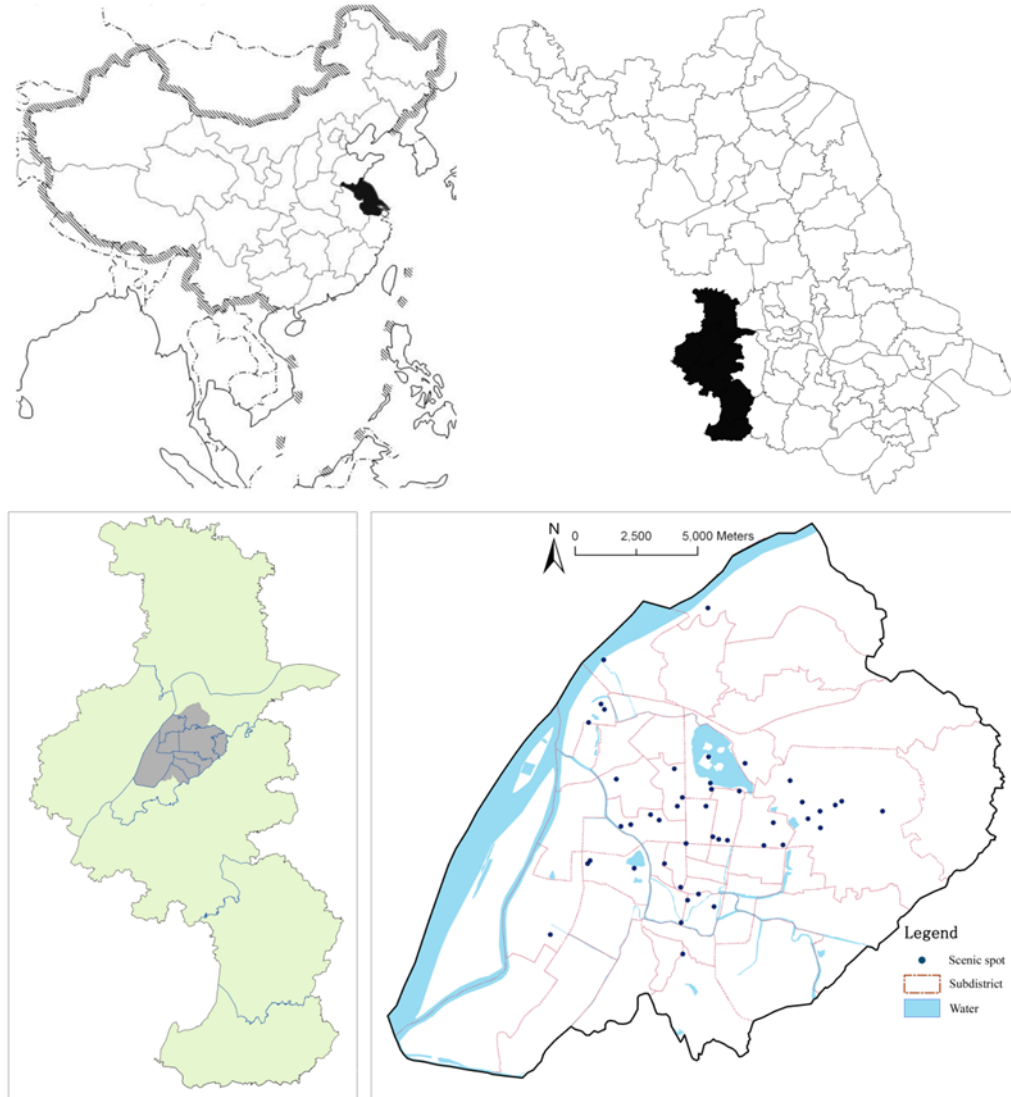 N
0 2,500 5,000 Meters
Legend
Scenic spot
Subdistrict
Water